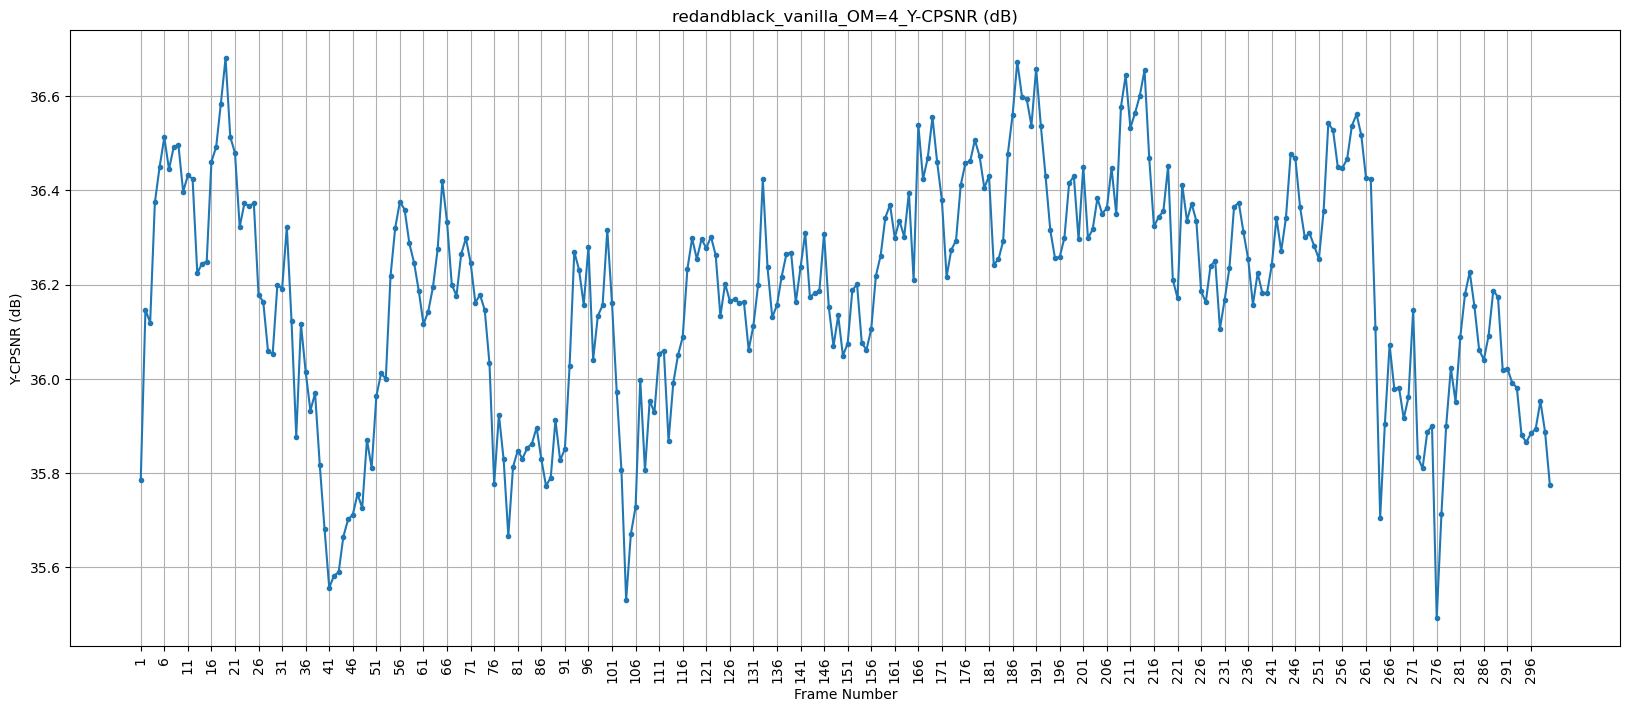 redandblack_vanilla_OM=4_Y-CPSNR (dB)
Y-CPSNR (dB)
36.6
36.4
36.2
36.0
35.8
35.6
1 6 11 16 21 26 31 36 41 46 51 56 61 66 71 76 81 86 91 96 101 106 111 116 121 126 131 136 141 146 151 156 161 166 171 176 181 186 191 196 201 206 211 216 221 226 231 236 241 246 251 256 261 266 271 276 281 286 291 296
Frame Number